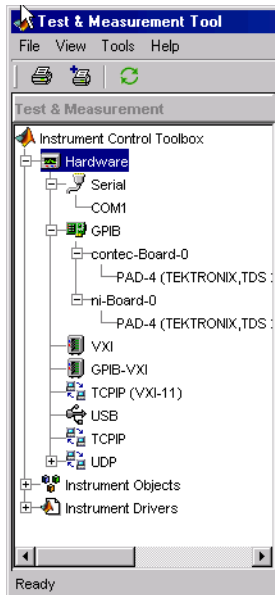 Test & Measurement Tool
File View Tools Help
Test & Measurement
Instrument Control Toolbox
Hardware
Serial
COM1
GPIB
contec-Board-0
PAD-4 (TEKTRONIX,TDS
ni-Board-0
PAD-4 (TEKTRONIX,TDS
VXI
GPIB-VXI
TCPIP (VXI-11)
USB
TCPIP
UDP
Instrument Objects
Instrument Drivers
Ready